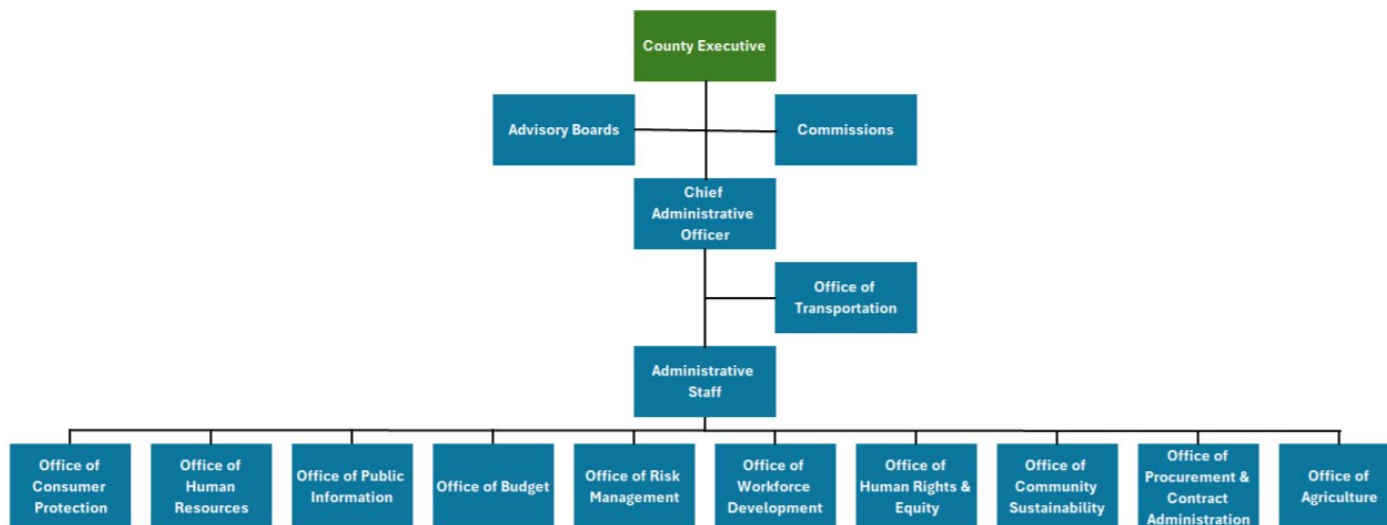 County Executive
Advisory Boards
Commissions
Chief
Administrative
Officer
Office of
Transportation
Administrative
Staff
Office of
Consumer
Protection
Office of
Human
Resources
Office of Public
Information
Office of Budget
Office of Risk
Management
Office of
Workforce
Development
Office of
Human Rights &
Equity
Office of
Community
Sustainability
Office of
Procurement &
Contract
Administration
Office of
Agriculture